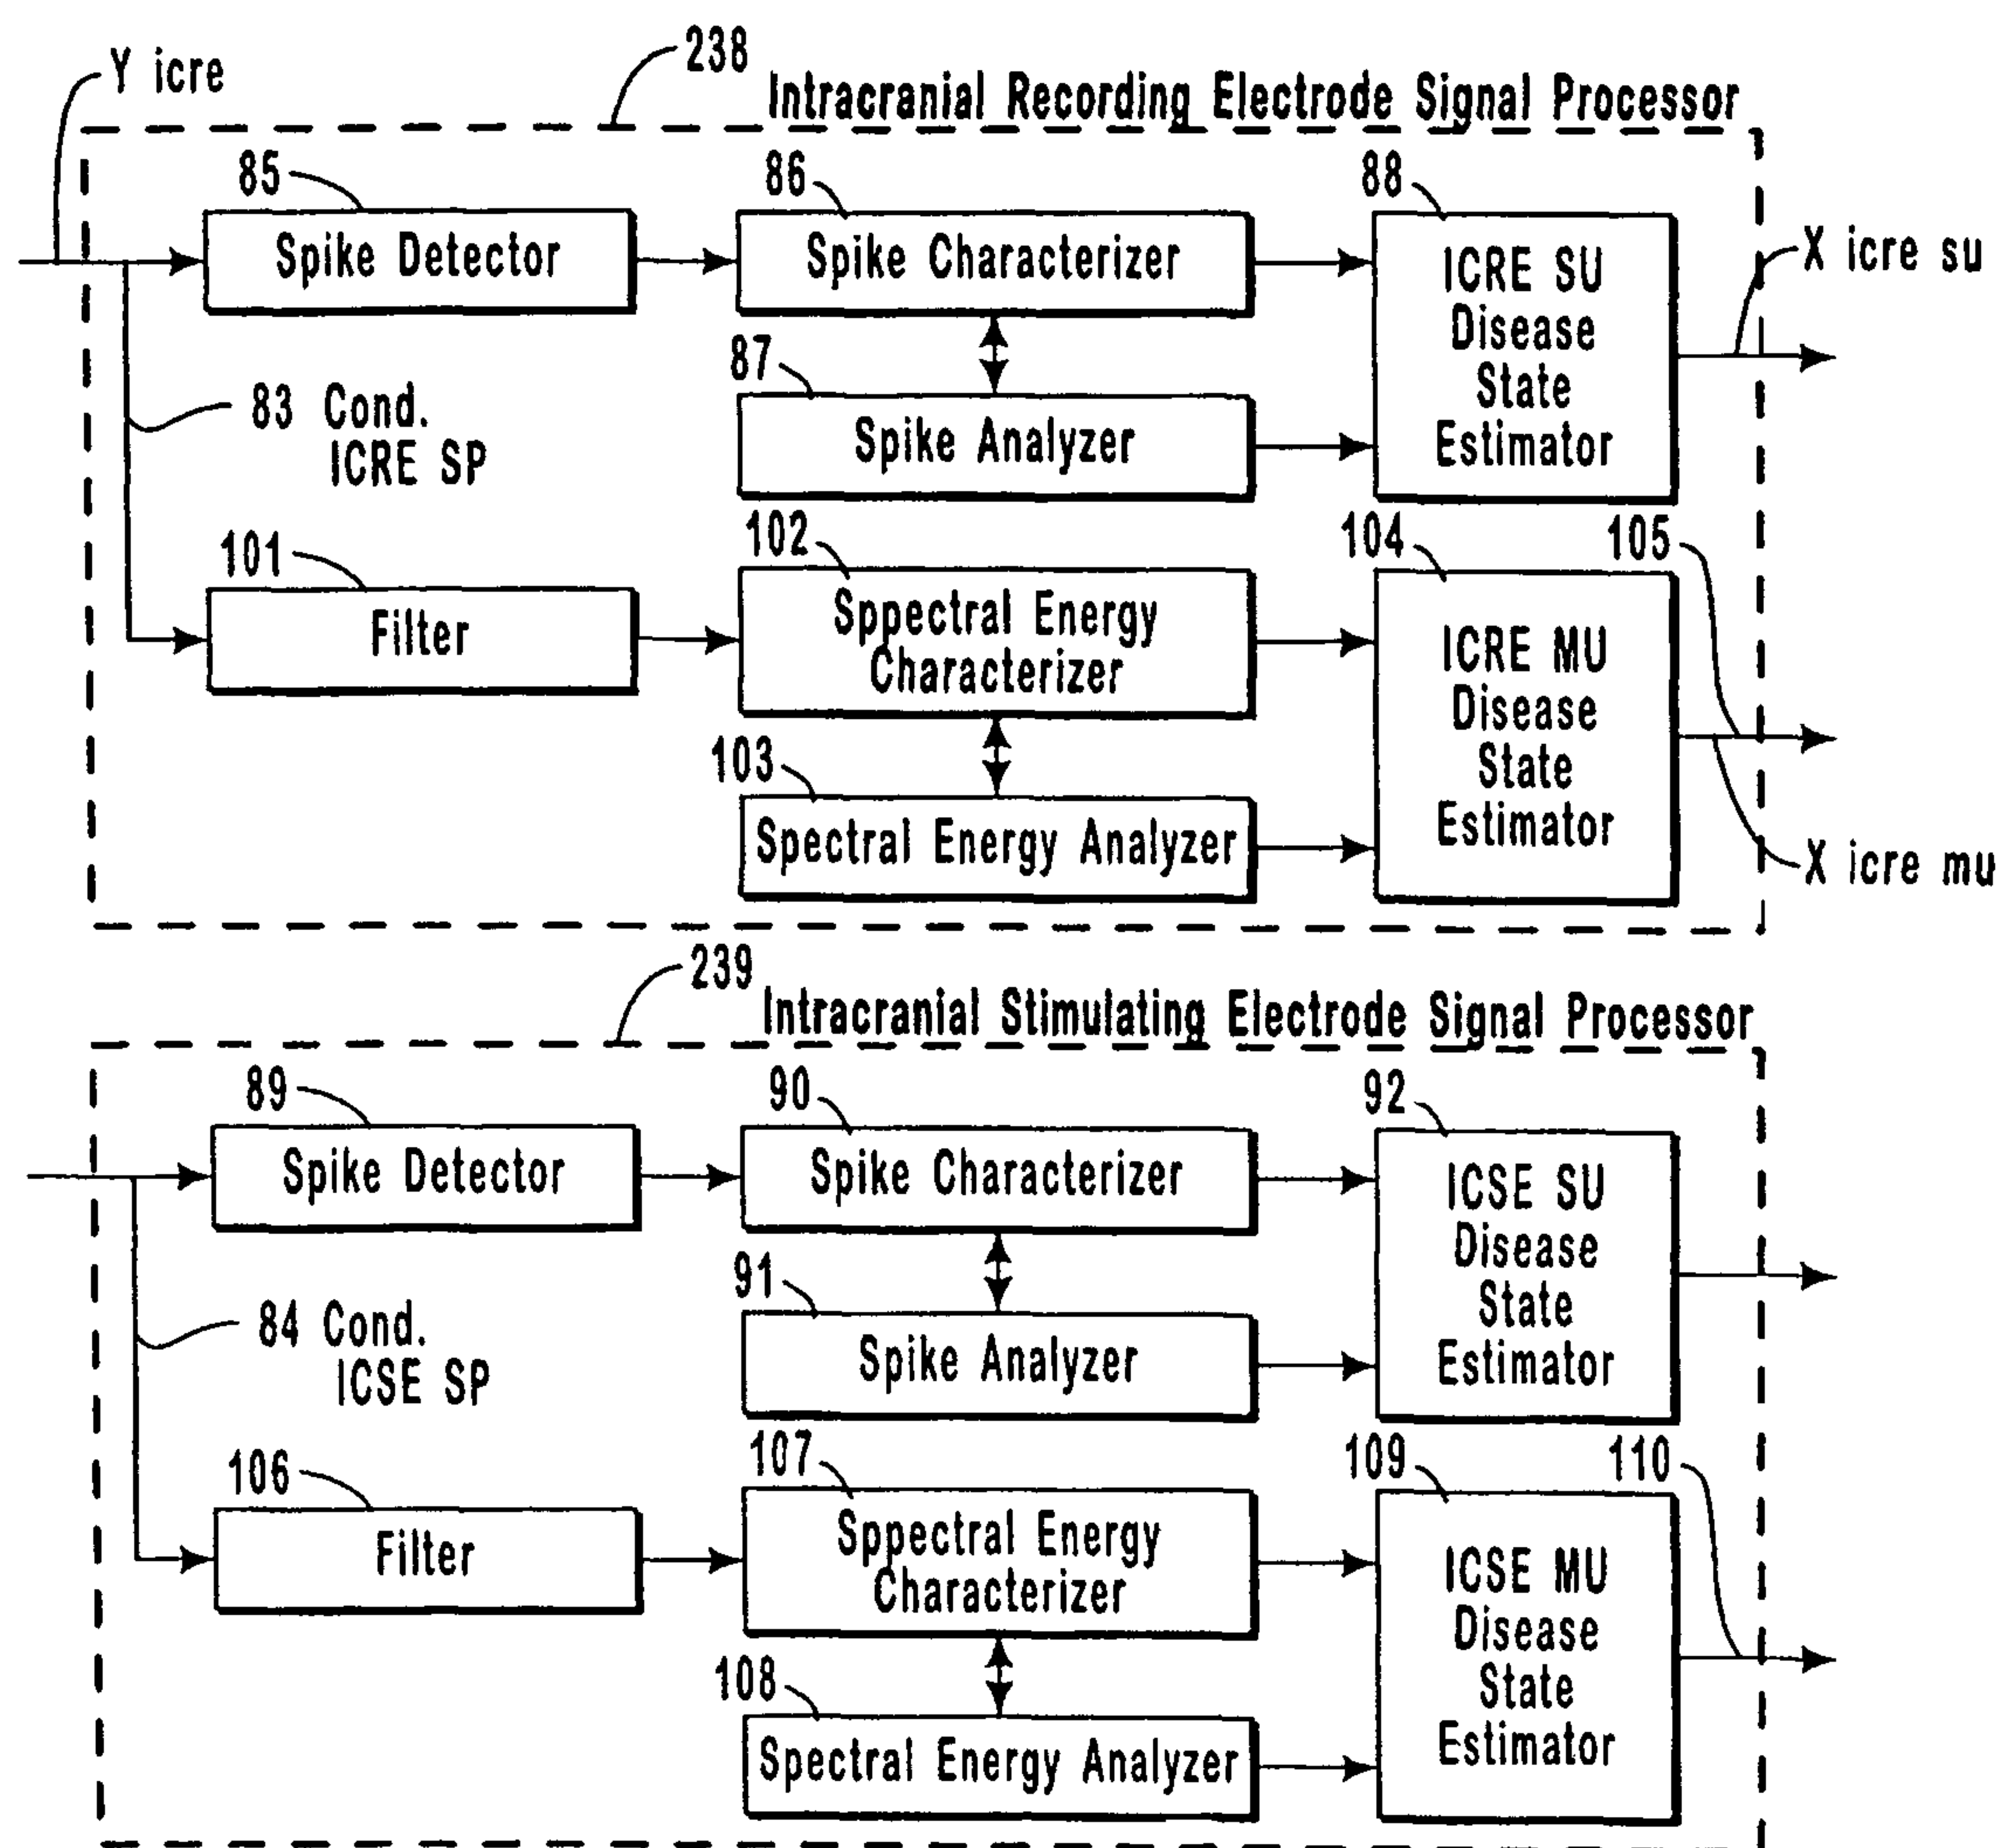 Y icre
238
Intracranial Recording Electrode Signal Processor
85
86
88
Spike Detector
Spike Characterizer
ICRE SU
Disease
State
Estimator
X icre su
87
Spike Analyzer
83 Cond.
ICRE SP
101
102
104
105
Filter
Sppectral Energy
Characterizer
ICRE MU
Disease
State
Estimator
103
Spectral Energy Analyzer
X icre mu
239
Intracranial Stimulating Electrode Signal Processor
89
90
92
Spike Detector
Spike Characterizer
ICSE SU
Disease
State
Estimator
91
Spike Analyzer
84 Cond.
ICSE SP
106
107
109
110
Filter
Sppectral Energy
Characterizer
ICSE MU
Disease
State
Estimator
108
Spectral Energy Analyzer